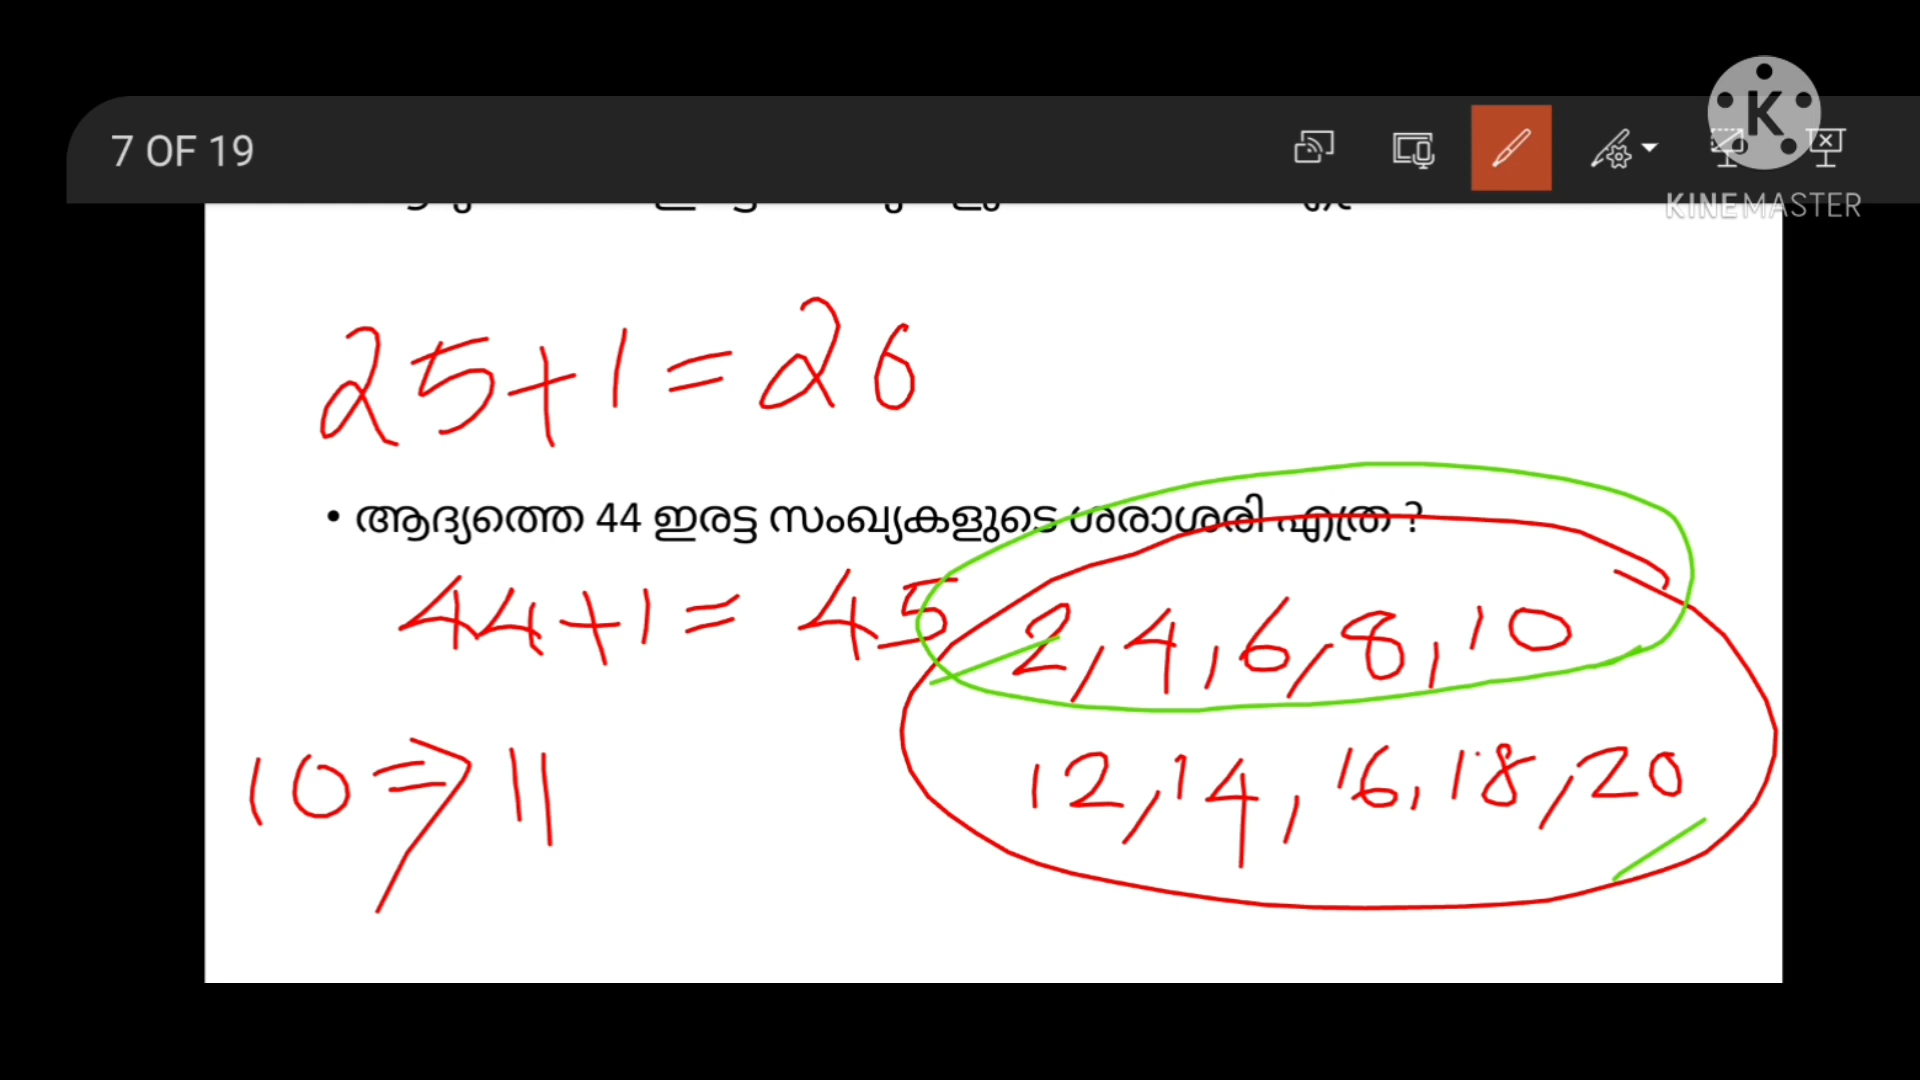 7 OF 19
K
KINEMASTER
25+1=26
• ആദ്യത്തെ 44 ഇരട്ട സംഖ്യകളുടെ ശരാശരി എത്ര ?
44+1= 45
2,4,6,8,10
10⇒11
12,14,16,18,20